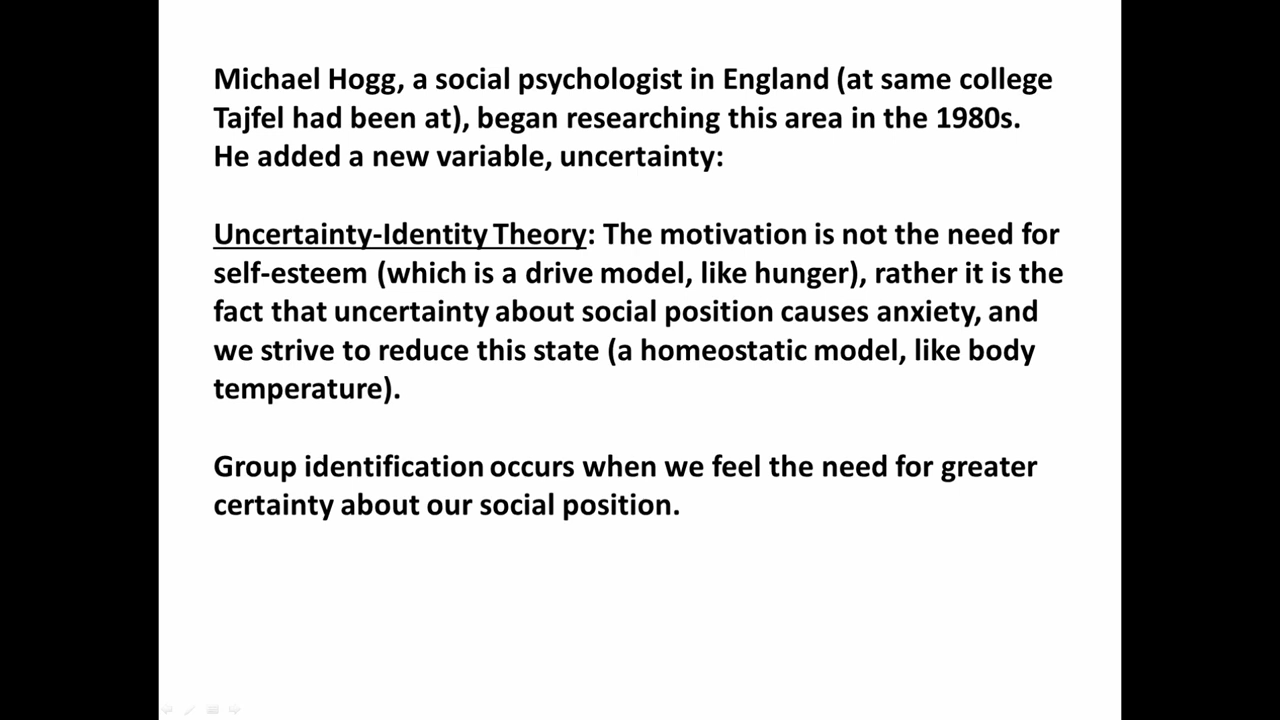 Michael Hogg, a social psychologist in England (at same college
Tajfel had been at), began researching this area in the 1980s.
He added a new variable, uncertainty:
Uncertainty-Identity Theory: The motivation is not the need for
self-esteem (which is a drive model, like hunger), rather it is the
fact that uncertainty about social position causes anxiety, and
we strive to reduce this state (a homeostatic model, like body
temperature).
Group identification occurs when we feel the need for greater
certainty about our social position.